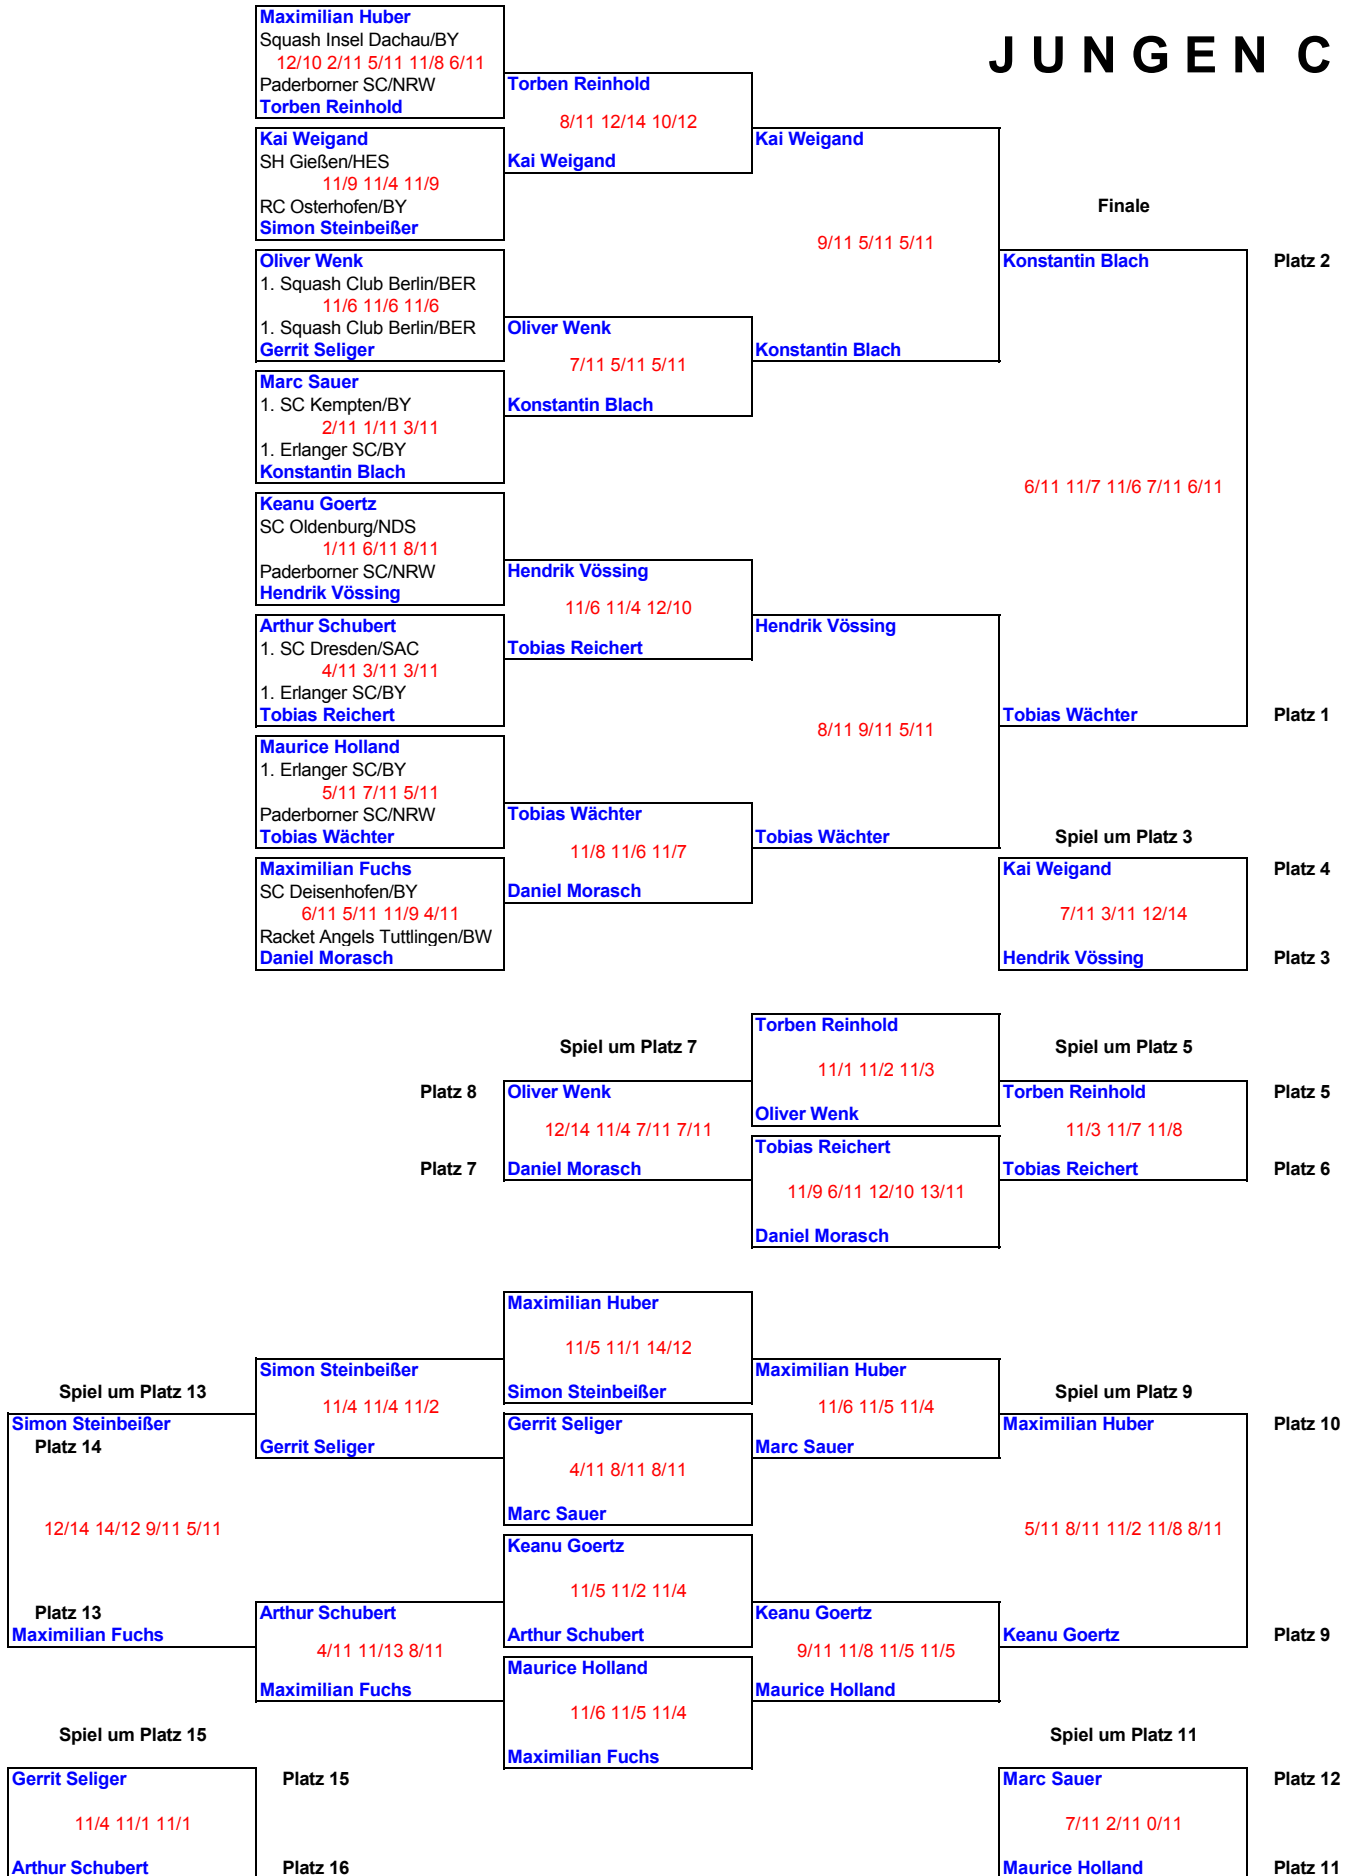 JUNGEN C
Maximilian Huber
Squash Insel Dachau/BY
12/10 2/11 5/11 11/8 6/11
Paderborner SC/NRW
Torben Reinhold
Kai Weigand
SH Gießen/HES
11/9 11/4 11/9
RC Osterhofen/BY
Simon Steinbeißer
Oliver Wenk
1. Squash Club Berlin/BER
11/6 11/6 11/6
1. Squash Club Berlin/BER
Gerrit Seliger
Marc Sauer
1. SC Kempten/BY
2/11 1/11 3/11
1. Erlanger SC/BY
Konstantin Blach
Keanu Goertz
SC Oldenburg/NDS
1/11 6/11 8/11
Paderborner SC/NRW
Hendrik Vössing
Arthur Schubert
1. SC Dresden/SAC
4/11 3/11 3/11
1. Erlanger SC/BY
Tobias Reichert
Maurice Holland
1. Erlanger SC/BY
5/11 7/11 5/11
Paderborner SC/NRW
Tobias Wächter
Maximilian Fuchs
SC Deisenhofen/BY
6/11 5/11 11/9 4/11
Racket Angels Tuttlingen/BW
Daniel Morasch
Torben Reinhold
8/11 12/14 10/12
Kai Weigand
Oliver Wenk
7/11 5/11 5/11
Konstantin Blach
Hendrik Vössing
11/6 11/4 12/10
Tobias Reichert
Tobias Wächter
11/8 11/6 11/7
Daniel Morasch
Kai Weigand
9/11 5/11 5/11
Konstantin Blach
Hendrik Vössing
8/11 9/11 5/11
Tobias Wächter
Finale
Konstantin Blach Platz 2
6/11 11/7 11/6 7/11 6/11
Tobias Wächter Platz 1
Spiel um Platz 3
Kai Weigand Platz 4
7/11 3/11 12/14
Hendrik Vössing Platz 3
Spiel um Platz 7
Platz 8 Oliver Wenk
12/14 11/4 7/11 7/11
Platz 7 Daniel Morasch
Torben Reinhold
11/1 11/2 11/3
Oliver Wenk
Tobias Reichert
11/9 6/11 12/10 13/11
Daniel Morasch
Spiel um Platz 5
Torben Reinhold Platz 5
11/3 11/7 11/8
Tobias Reichert Platz 6
Maximilian Huber
11/5 11/1 14/12
Simon Steinbeißer
Gerrit Seliger
4/11 8/11 8/11
Marc Sauer
Keanu Goertz
11/5 11/2 11/4
Arthur Schubert
Maurice Holland
11/6 11/5 11/4
Maximilian Fuchs
Simon Steinbeißer
11/4 11/4 11/2
Gerrit Seliger
Arthur Schubert
4/11 11/13 8/11
Maximilian Fuchs
Spiel um Platz 13
Simon Steinbeißer
Platz 14
12/14 14/12 9/11 5/11
Platz 13
Maximilian Fuchs
Spiel um Platz 15
Gerrit Seliger Platz 15
11/4 11/1 11/1
Arthur Schubert Platz 16
Maximilian Huber
11/6 11/5 11/4
Marc Sauer
Keanu Goertz
9/11 11/8 11/5 11/5
Maurice Holland
Spiel um Platz 9
Maximilian Huber Platz 10
5/11 8/11 11/2 11/8 8/11
Keanu Goertz Platz 9
Spiel um Platz 11
Marc Sauer Platz 12
7/11 2/11 0/11
Maurice Holland Platz 11